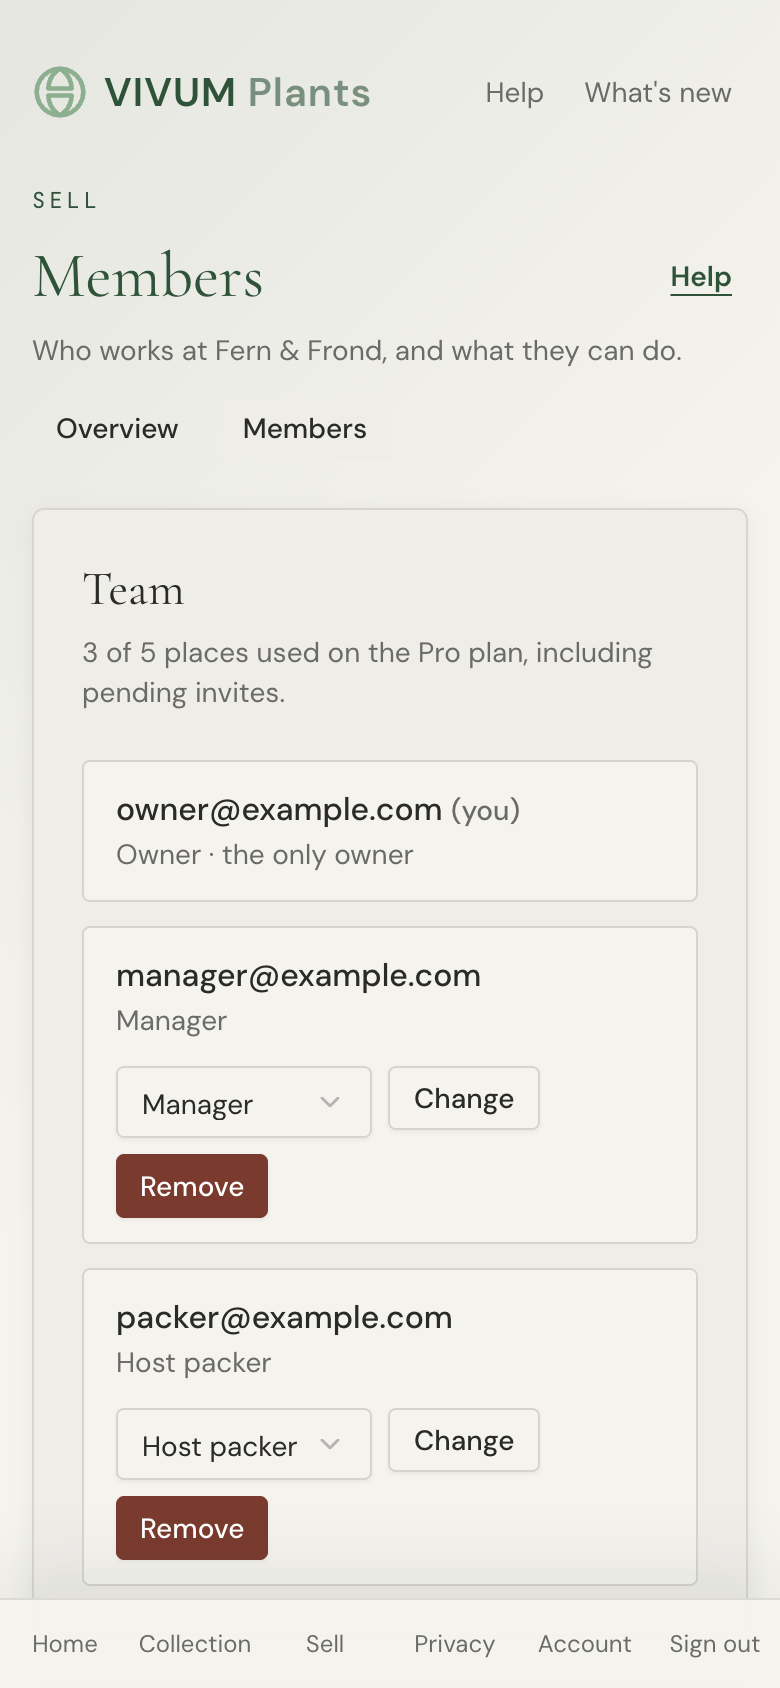 VIVUM Plants
Help
What's new
SELL
Members
Help
Who works at Fern & Frond, and what they can do.
Overview
Members
Team
3 of 5 places used on the Pro plan, including
pending invites.
owner@example.com (you)
Owner · the only owner
manager@example.com
Manager
Manager
Change
Remove
packer@example.com
Host packer
Host packer
Change
Remove
Home
Collection
Sell
Privacy
Account
Sign out